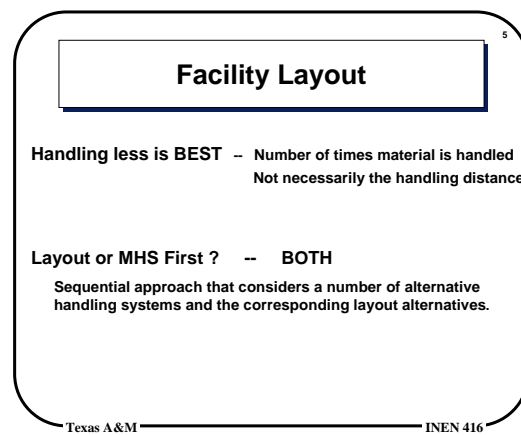 5
Facility Layout
Handling less is BEST -- Number of times material is handled
Not necessarily the handling distance
Layout or MHS First ? -- BOTH
Sequential approach that considers a number of alternative
handling systems and the corresponding layout alternatives.
Texas A&M INEN 416